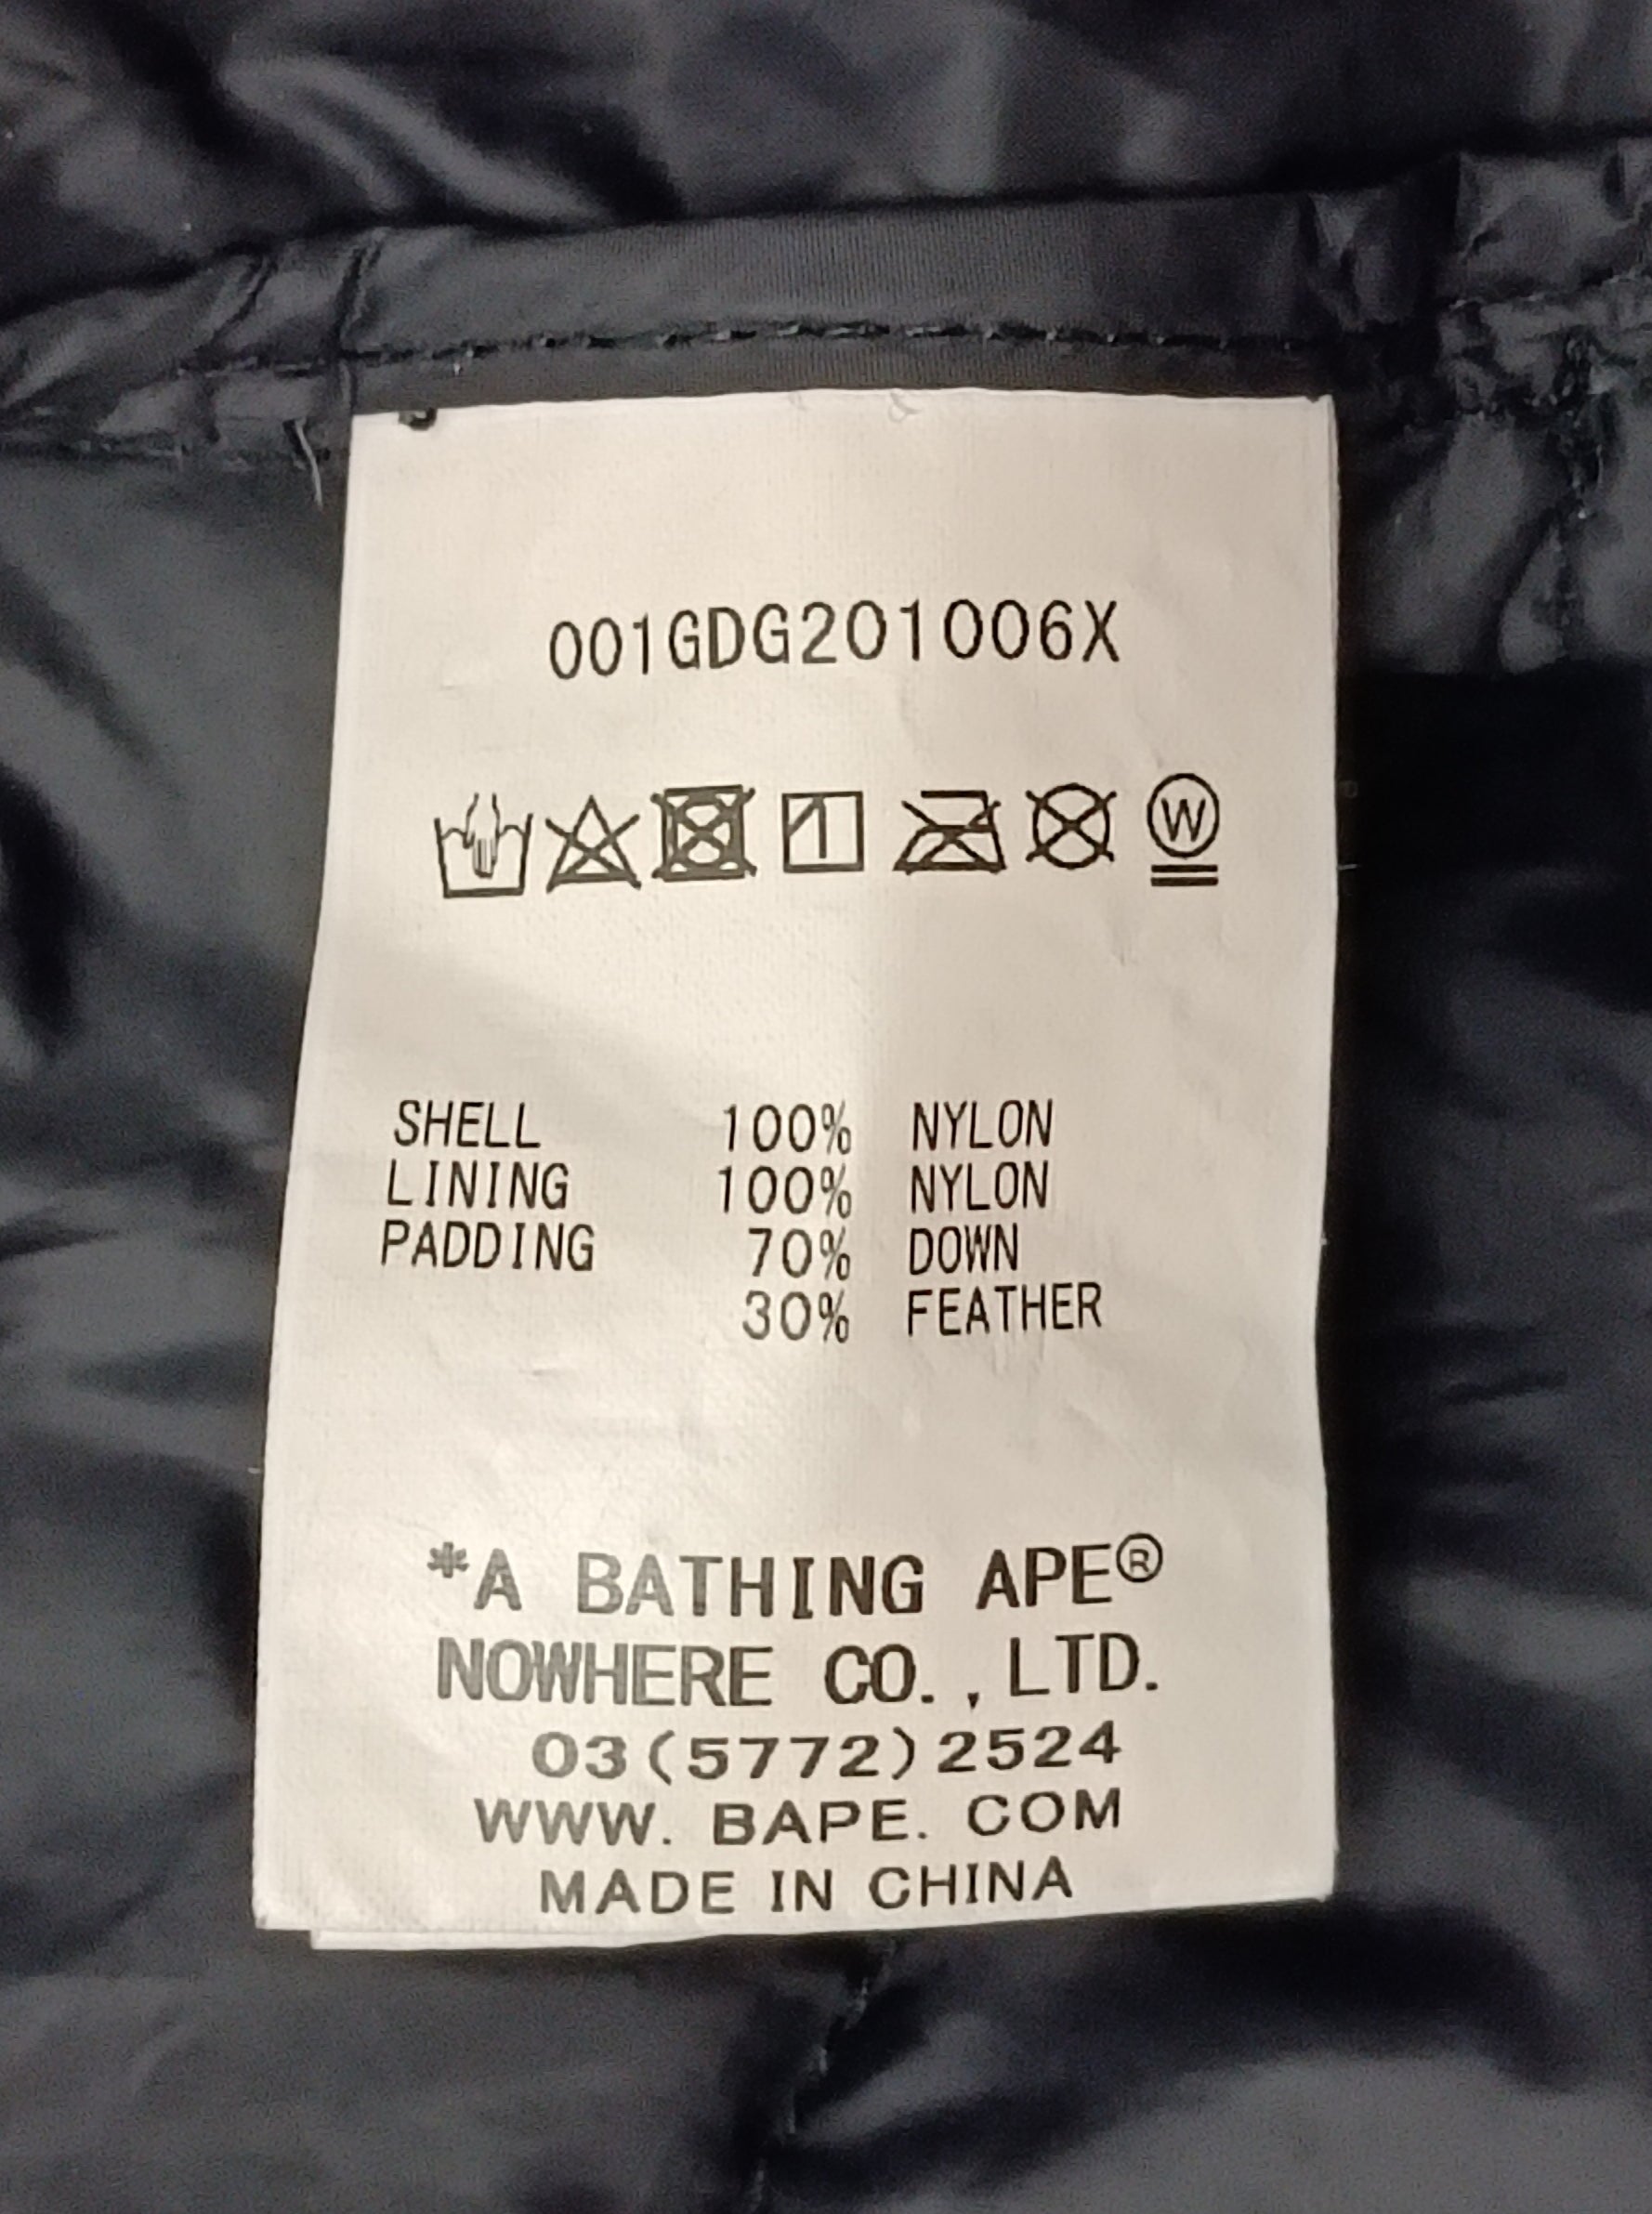 001GDG201006X
W
SHELL 100% NYLON
LINING 100% NYLON
PADDING 70% DOWN
30% FEATHER
*A BATHING APE®
NOWHERE CO., LTD.
03(5772)2524
WWW. BAPE. COM
MADE IN CHINA